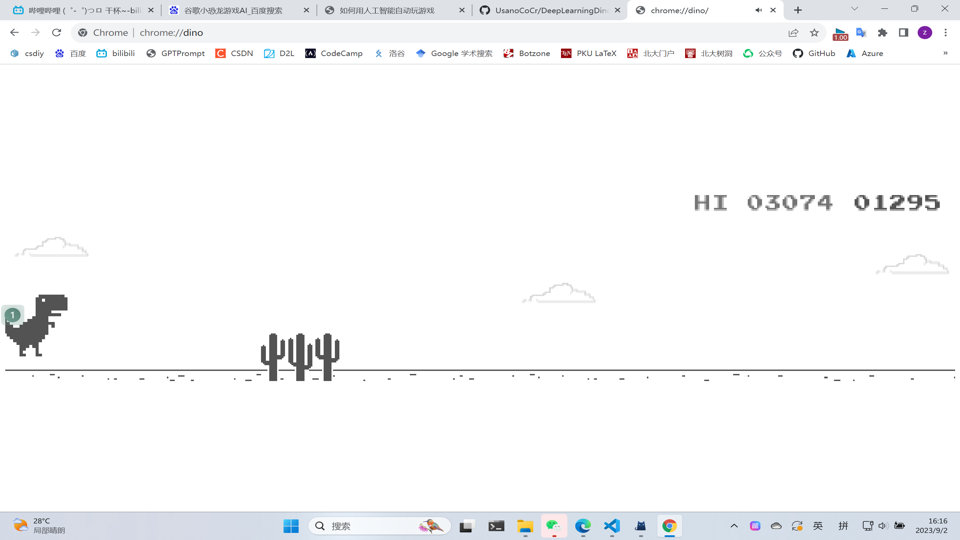 哔哩哔哩 (゜-゜)つロ 干杯~-bili
谷歌小恐龙游戏AI_百度搜索
如何用人工智能自动玩游戏
UsanoCoCr/DeepLearningDin
chrome://dino/
Chrome | chrome://dino
1.00
z
csdiy
百度
bilibili
GPTPrompt
CSDN
D2L
CodeCamp
洛谷
Google 学术搜索
Botzone
PKU LaTeX
北大门户
北大树洞
公众号
GitHub
Azure
»
HI 03074 01295
1
28°C
局部晴朗
搜索
英
拼
16:16
2023/9/2